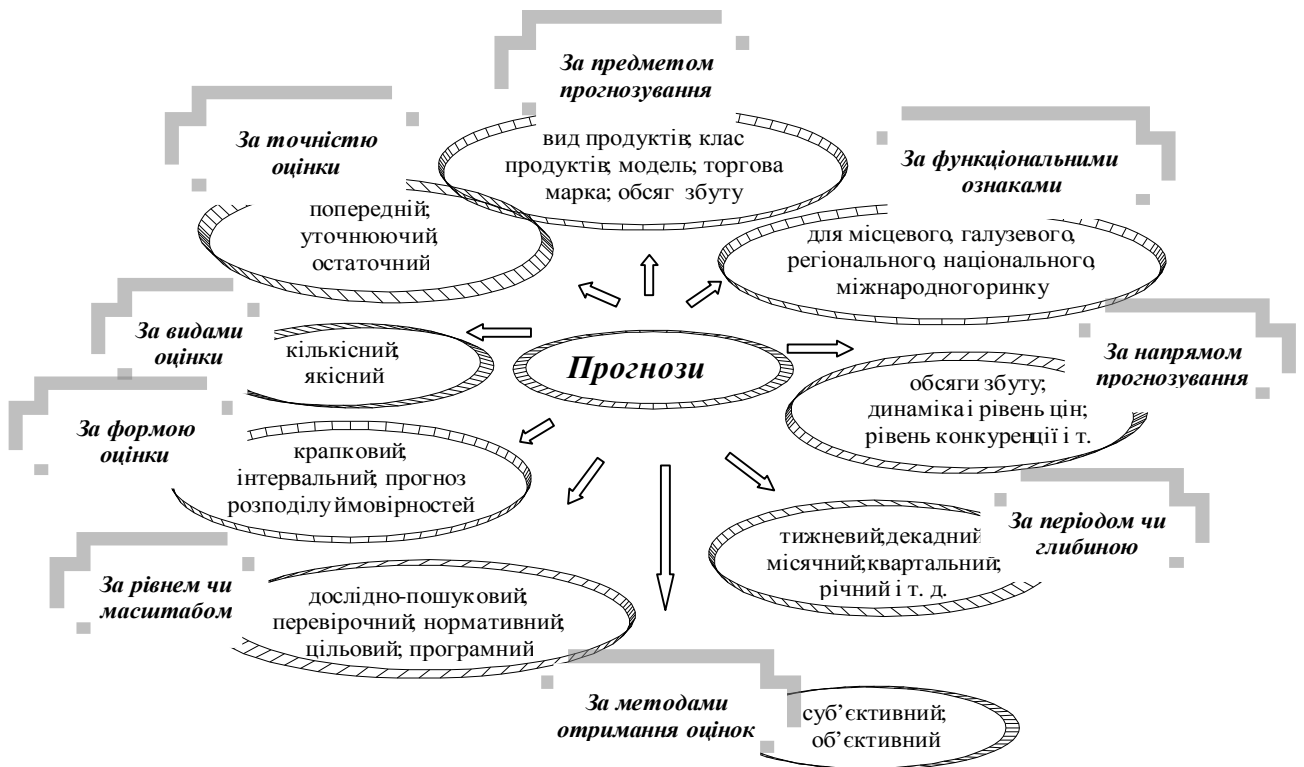 За предметом
прогнозування
вид продуктів; клас
продуктів; модель; торгова
марка; обсяг збуту
За точністю
оцінки
попередній;
уточнюючий,
остаточний
За функціональними
ознаками
для місцевого, галузевого,
регіонального, національного,
міжнародного ринку
За видами
оцінки
кількісний;
якісний
Прогнози
За напрямом
прогнозування
обсяги збуту;
динаміка і рівень цін;
рівень конкуренції і т.
За формою
оцінки
крапковий;
інтервальний; прогноз
розподілу ймовірностей
За періодом чи
глибиною
тижневий; декадний
місячний; квартальний;
річний і т. д.
За рівнем чи
масштабом
дослідно-пошуковий;
перевірочний; нормативний;
цільовий; програмний
За методами
отримання оцінок
суб’єктивний;
об’єктивний